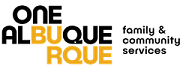 ONE
ALBUQUE
RQUE
family &
community
services